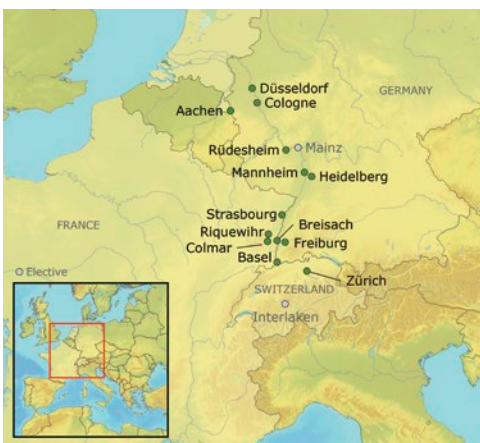 Düsseldorf
GERMANY
Cologne
Aachen
Rüdesheim
Mainz
Mannheim
Heidelberg
Strasbourg
FRANCE
Riquewihr
Breisach
Colmar
Freiburg
Basel
Elective
Zürich
SWITZERLAND
Interlaken